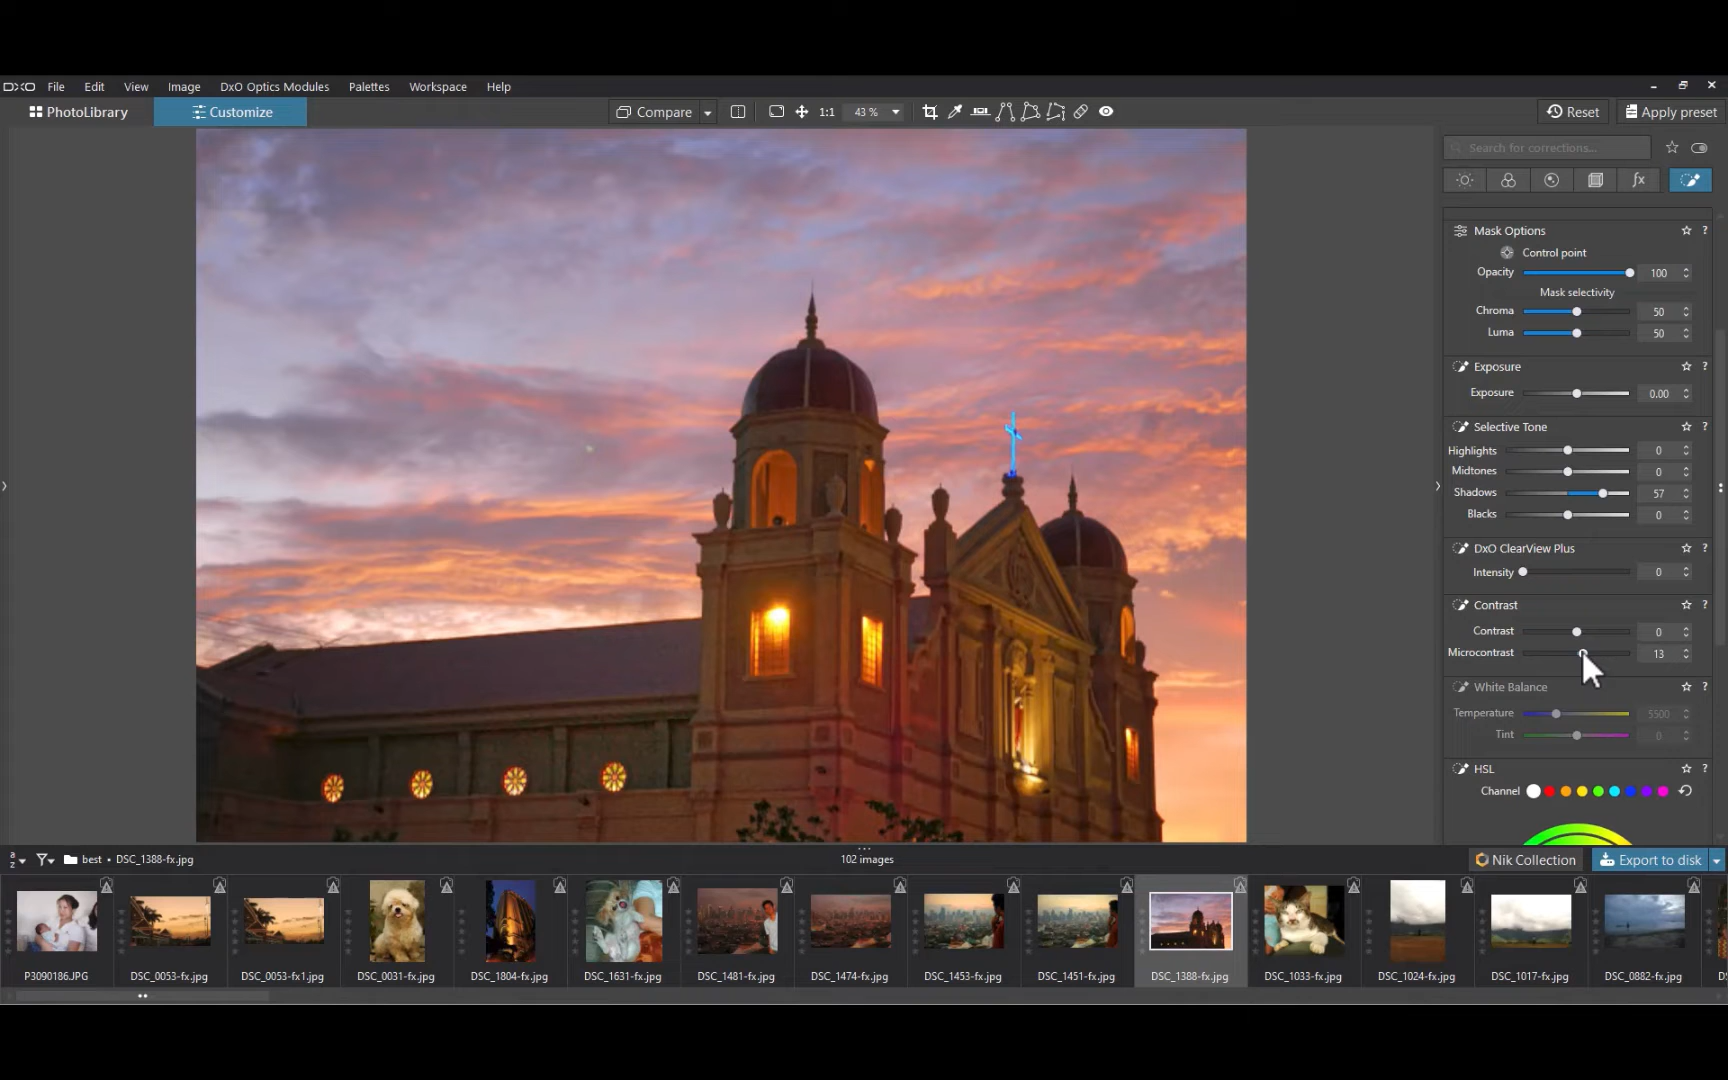 DXO File Edit View Image DxO Optics Modules Palettes Workspace Help
PhotoLibrary Customize Compare 1:1 43 % Reset Apply preset
Search for corrections...
fx
Mask Options ?
Control point
Opacity 100
Mask selectivity
Chroma 50
Luma 50
Exposure ?
Exposure 0.00
Selective Tone ?
Highlights 0
Midtones 0
Shadows 57
Blacks 0
DxO ClearView Plus ?
Intensity 0
Contrast ?
Contrast 0
Microcontrast 13
White Balance ?
Temperature 5500
Tint 0
HSL ?
Channel
a z best • DSC_1388-fx.jpg 102 images Nik Collection Export to disk
P3090186.JPG DSC_0053-fx.jpg DSC_0053-fx1.jpg DSC_0031-fx.jpg DSC_1804-fx.jpg DSC_1631-fx.jpg DSC_1481-fx.jpg DSC_1474-fx.jpg DSC_1453-fx.jpg DSC_1451-fx.jpg DSC_1388-fx.jpg DSC_1033-fx.jpg DSC_1024-fx.jpg DSC_1017-fx.jpg DSC_0882-fx.jpg